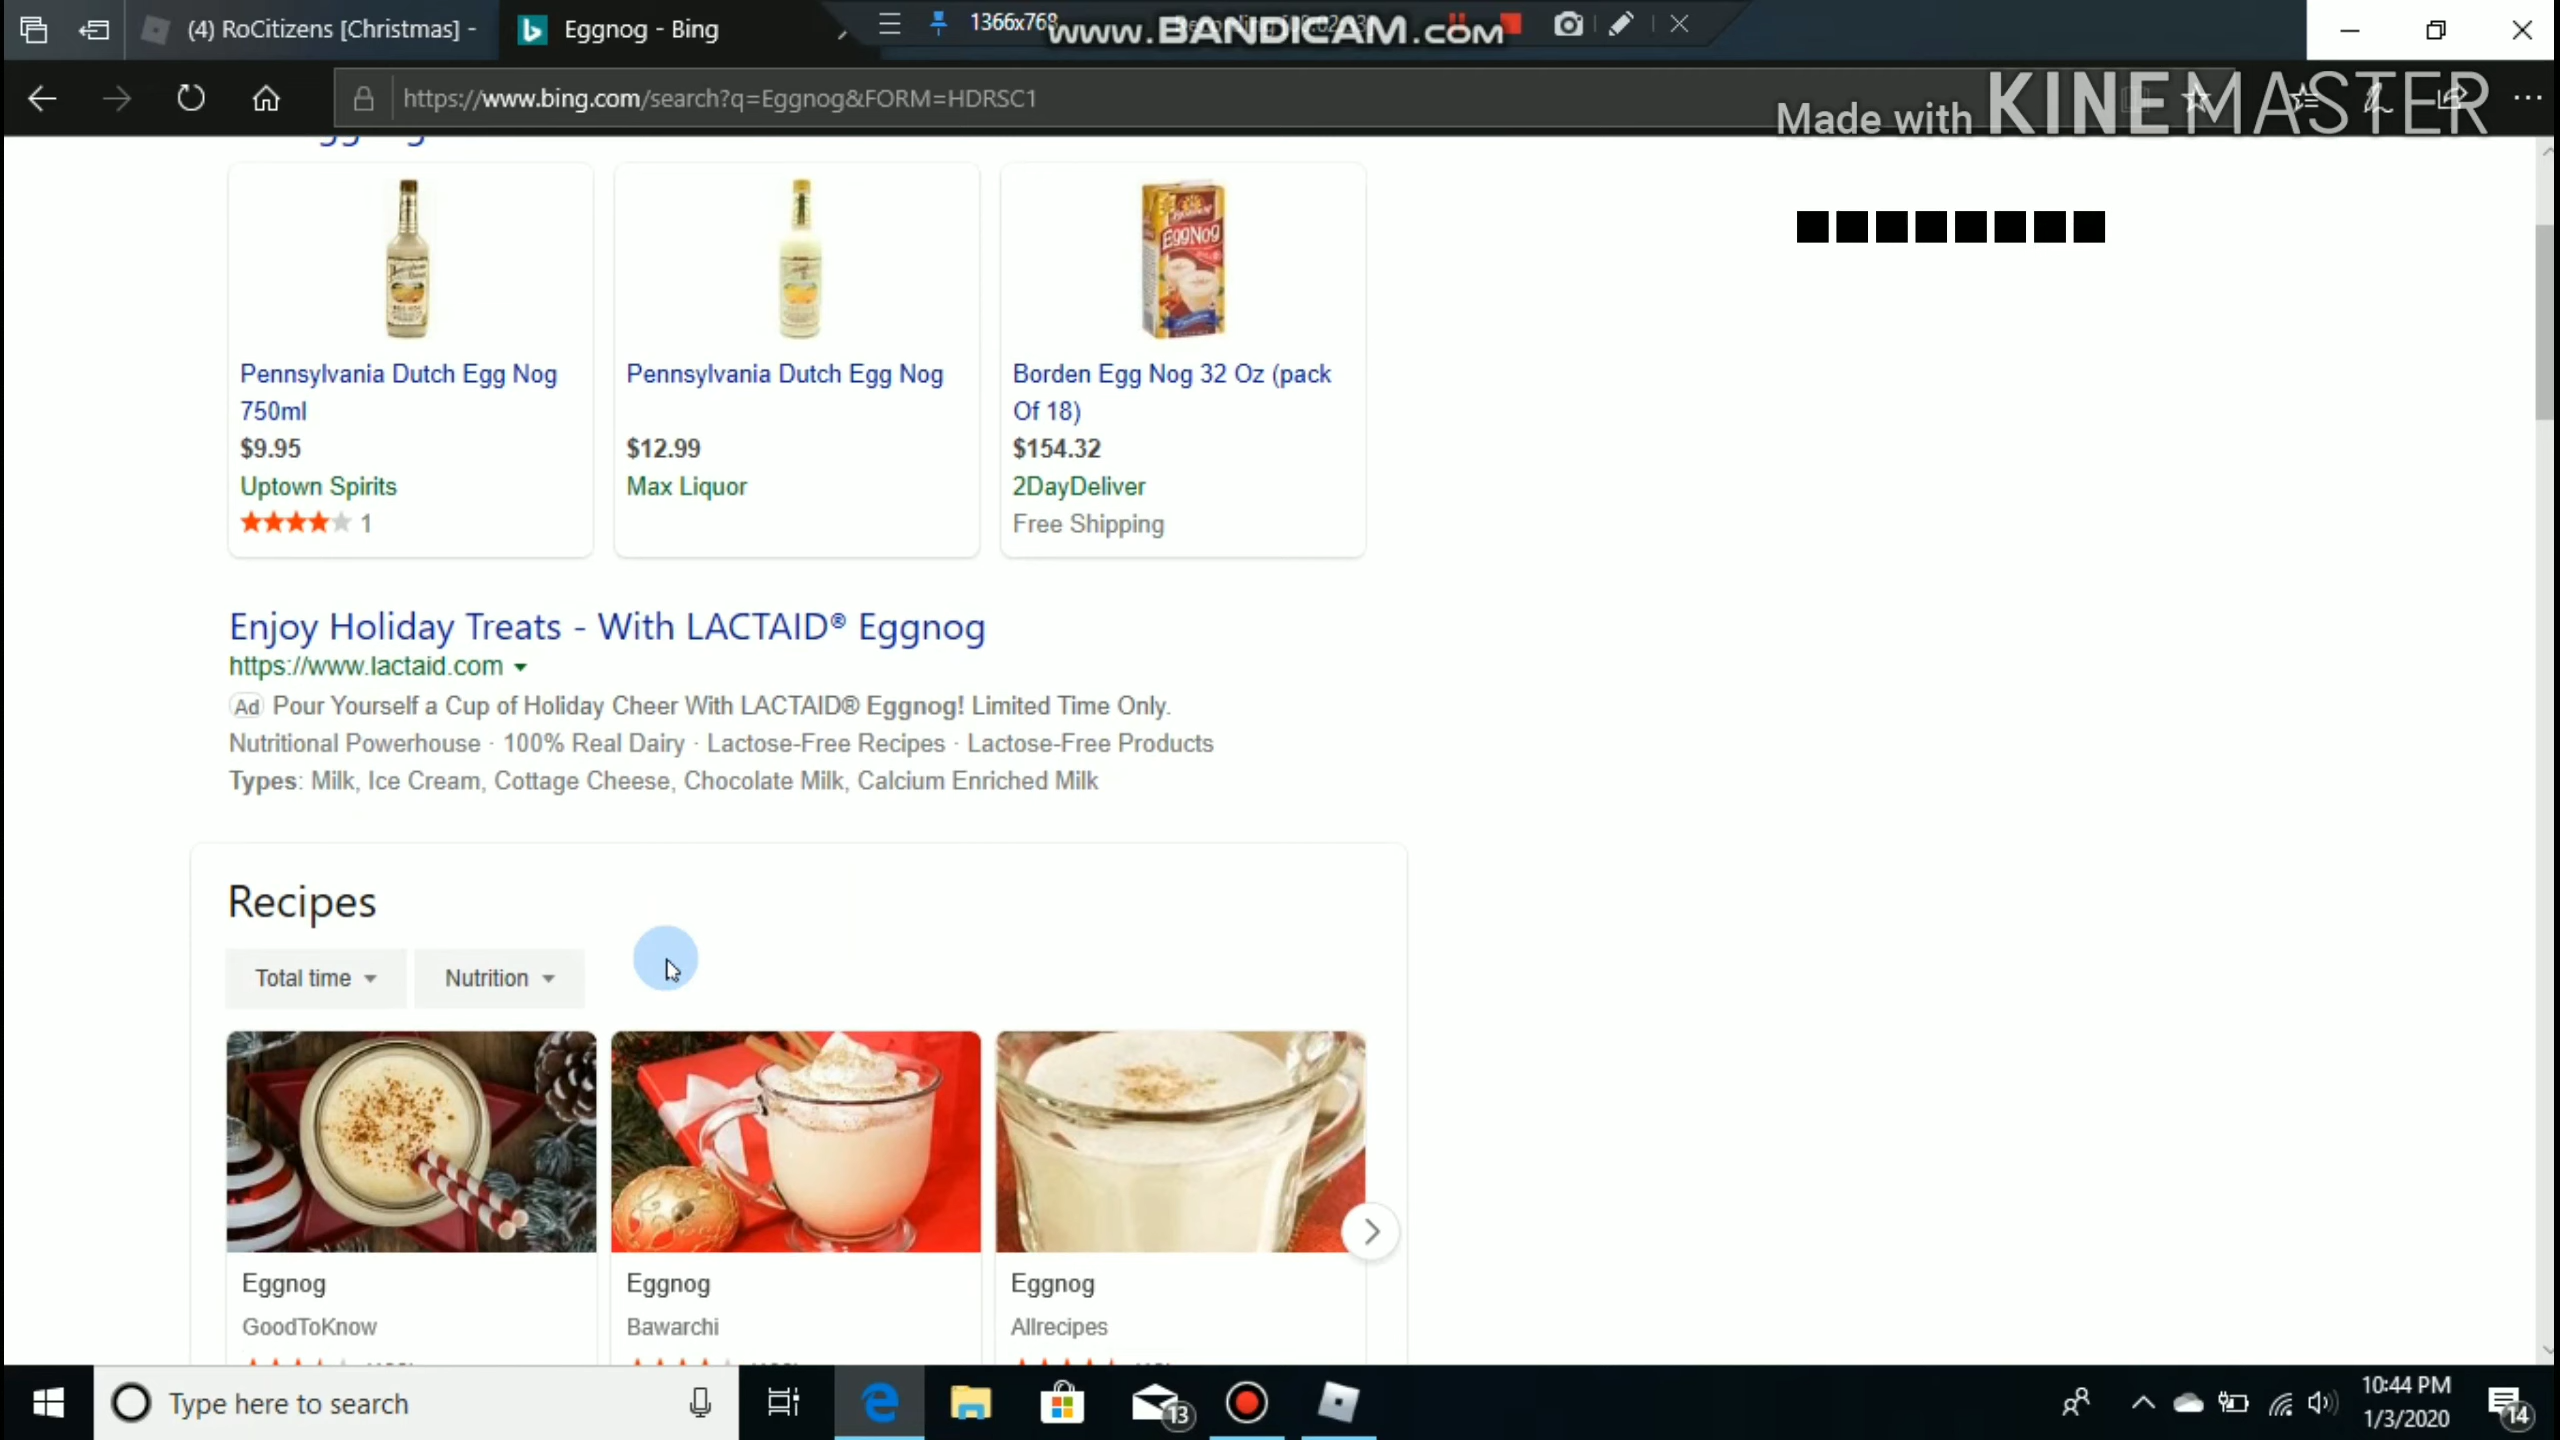 (4) RoCitizens [Christmas] -
Eggnog - Bing
1366x768
www.BANDICAM.com
https://www.bing.com/search?q=Eggnog&FORM=HDRSC1
Made with KINEMASTER
Pennsylvania Dutch Egg Nog
750ml
$9.95
Uptown Spirits
1
Pennsylvania Dutch Egg Nog
$12.99
Max Liquor
EggNog
Borden Egg Nog 32 Oz (pack
Of 18)
$154.32
2DayDeliver
Free Shipping
Enjoy Holiday Treats - With LACTAID® Eggnog
https://www.lactaid.com
Ad Pour Yourself a Cup of Holiday Cheer With LACTAID® Eggnog! Limited Time Only.
Nutritional Powerhouse · 100% Real Dairy · Lactose-Free Recipes · Lactose-Free Products
Types: Milk, Ice Cream, Cottage Cheese, Chocolate Milk, Calcium Enriched Milk
Recipes
Total time
Nutrition
Eggnog
GoodToKnow
Eggnog
Bawarchi
Eggnog
Allrecipes
Type here to search
13
10:44 PM
1/3/2020
14